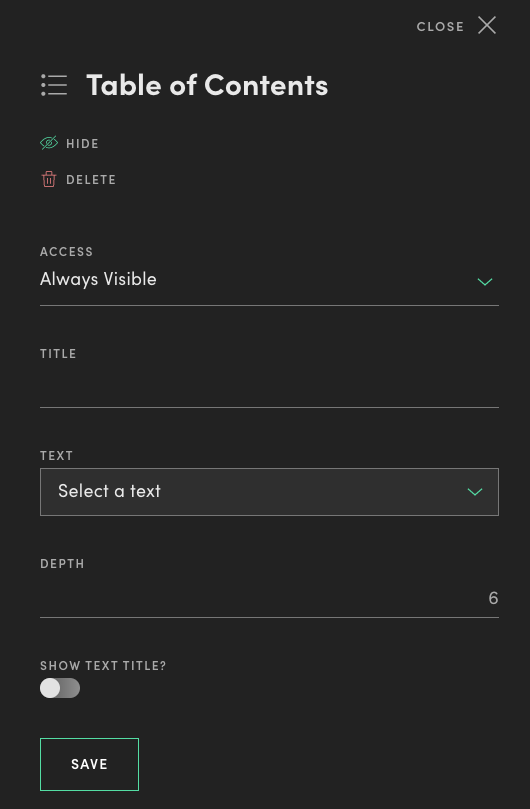 CLOSE
Table of Contents
HIDE
DELETE
ACCESS
Always Visible
TITLE
TEXT
Select a text
DEPTH
6
SHOW TEXT TITLE?
SAVE